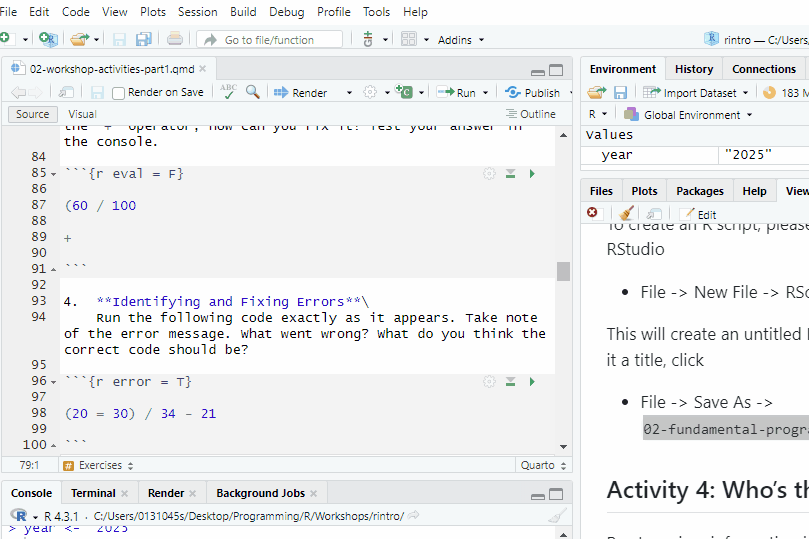 File Edit Code View Plots Session Build Debug Profile Tools Help
Go to file/function Addins rintro — C:/Users,
02-workshop-activities-part1.qmd
Render on Save ABC Render Run Publish
Source Visual Outline
the + operator, how can you fix it? Test your answer in
the console.
84
85 ```{r eval = F}
86
87 (60 / 100
88
89 +
90
91 ```
92
93 4. **Identifying and Fixing Errors**\
94 Run the following code exactly as it appears. Take note
of the error message. What went wrong? What do you think the
correct code should be?
95
96 ```{r error = T}
97
98 (20 = 30) / 34 - 21
99
100 ```
79:1 # Exercises Quarto
Console Terminal Render Background Jobs
R R 4.3.1 · C:/Users/0131045s/Desktop/Programming/R/Workshops/rintro/
> year <- "2025"
Environment History Connections
Import Dataset 183 M
R Global Environment
Values
year "2025"
Files Plots Packages Help View
Edit
To create an R script, please
RStudio
• File -> New File -> RSc
This will create an untitled
it a title, click
• File -> Save As ->
02-fundamental-progra
Activity 4: Who's th